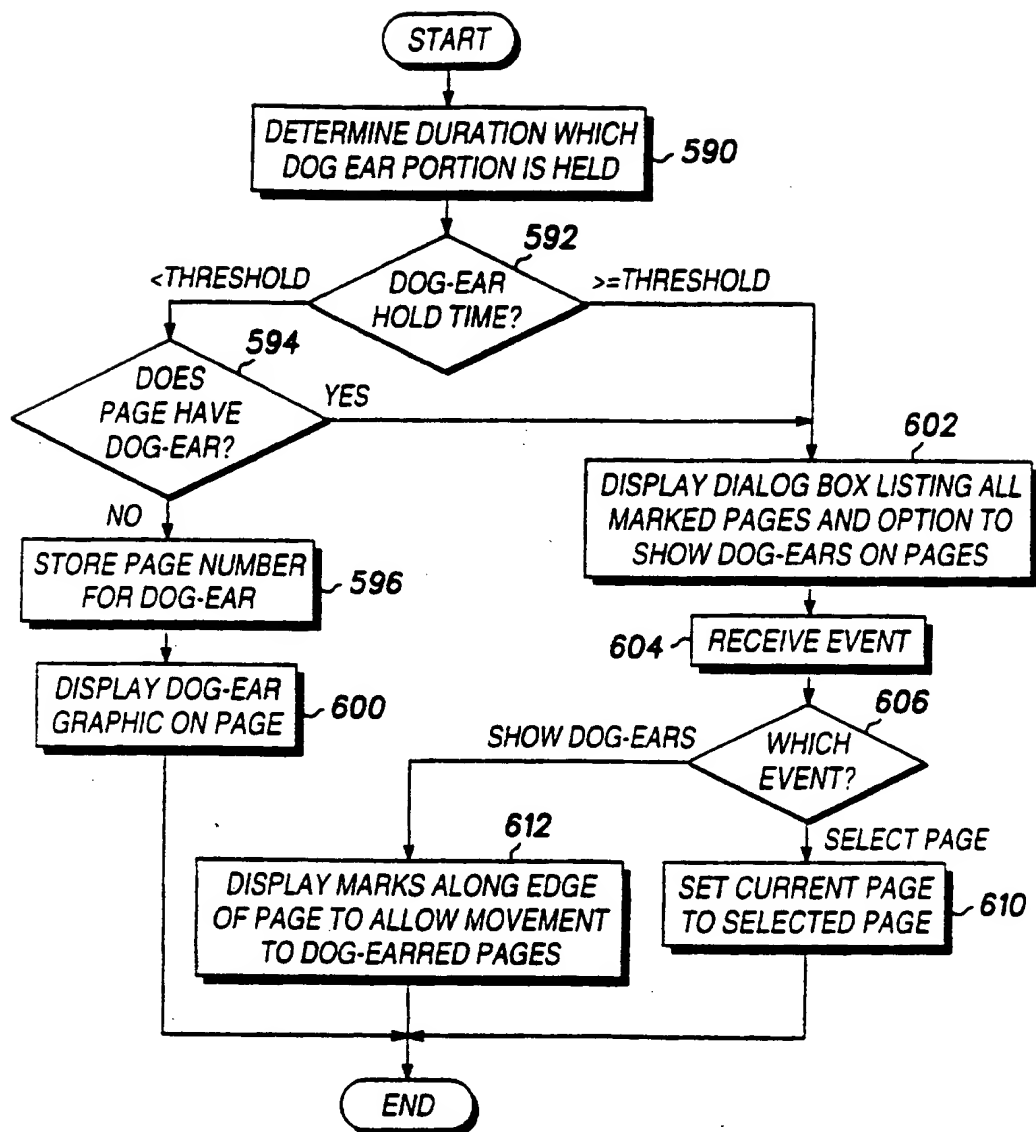 START
DETERMINE DURATION WHICH
DOG EAR PORTION IS HELD
590
592
<THRESHOLD
DOG-EAR
HOLD TIME?
>=THRESHOLD
594
DOES
PAGE HAVE
DOG-EAR?
YES
NO
STORE PAGE NUMBER
FOR DOG-EAR
596
DISPLAY DOG-EAR
GRAPHIC ON PAGE
600
602
DISPLAY DIALOG BOX LISTING ALL
MARKED PAGES AND OPTION TO
SHOW DOG-EARS ON PAGES
604
RECEIVE EVENT
606
SHOW DOG-EARS
WHICH
EVENT?
SELECT PAGE
612
DISPLAY MARKS ALONG EDGE
OF PAGE TO ALLOW MOVEMENT
TO DOG-EARRED PAGES
SET CURRENT PAGE
TO SELECTED PAGE
610
END